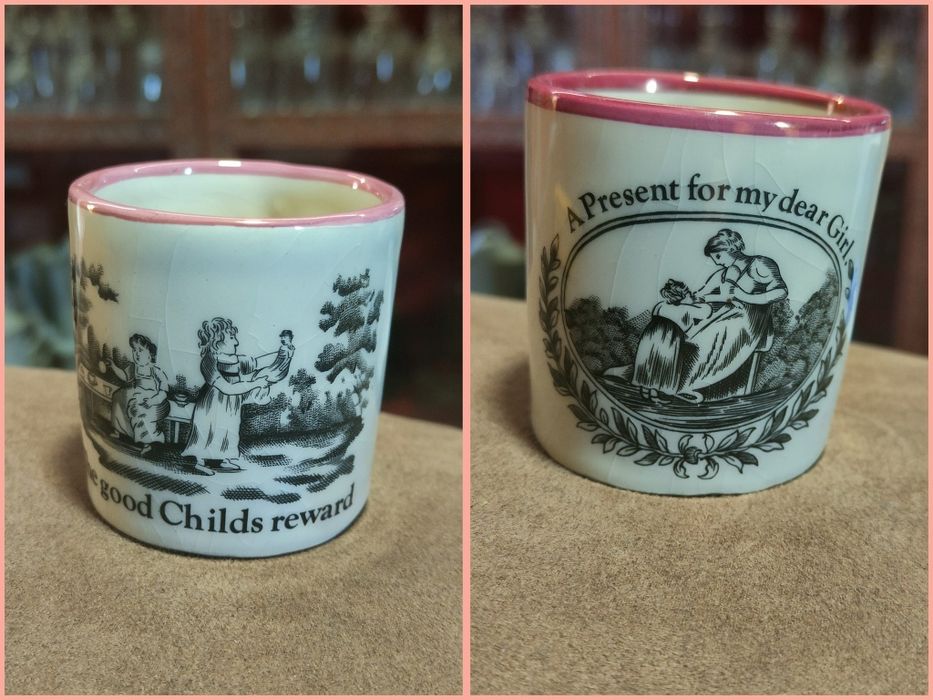 good Childs reward
A Present for my dear Girl